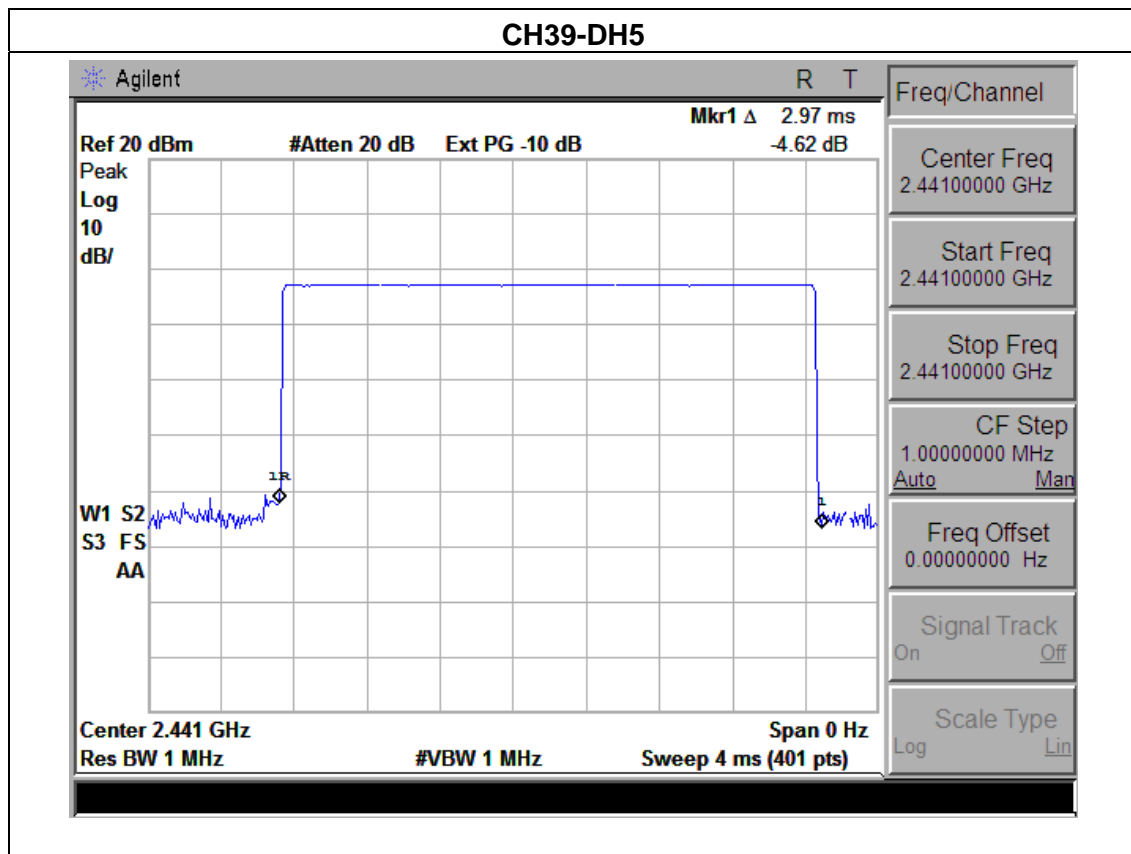 CH39-DH5
Agilent
R T
Mkr1 Δ 2.97 ms
Ref 20 dBm #Atten 20 dB Ext PG -10 dB -4.62 dB
Peak
Log
10
dB/
1R
1
W1 S2
S3 FS
AA
Center 2.441 GHz Span 0 Hz
Res BW 1 MHz #VBW 1 MHz Sweep 4 ms (401 pts)
Freq/Channel
Center Freq
2.44100000 GHz
Start Freq
2.44100000 GHz
Stop Freq
2.44100000 GHz
CF Step
1.00000000 MHz
Auto Man
Freq Offset
0.00000000 Hz
Signal Track
On Off
Scale Type
Log Lin